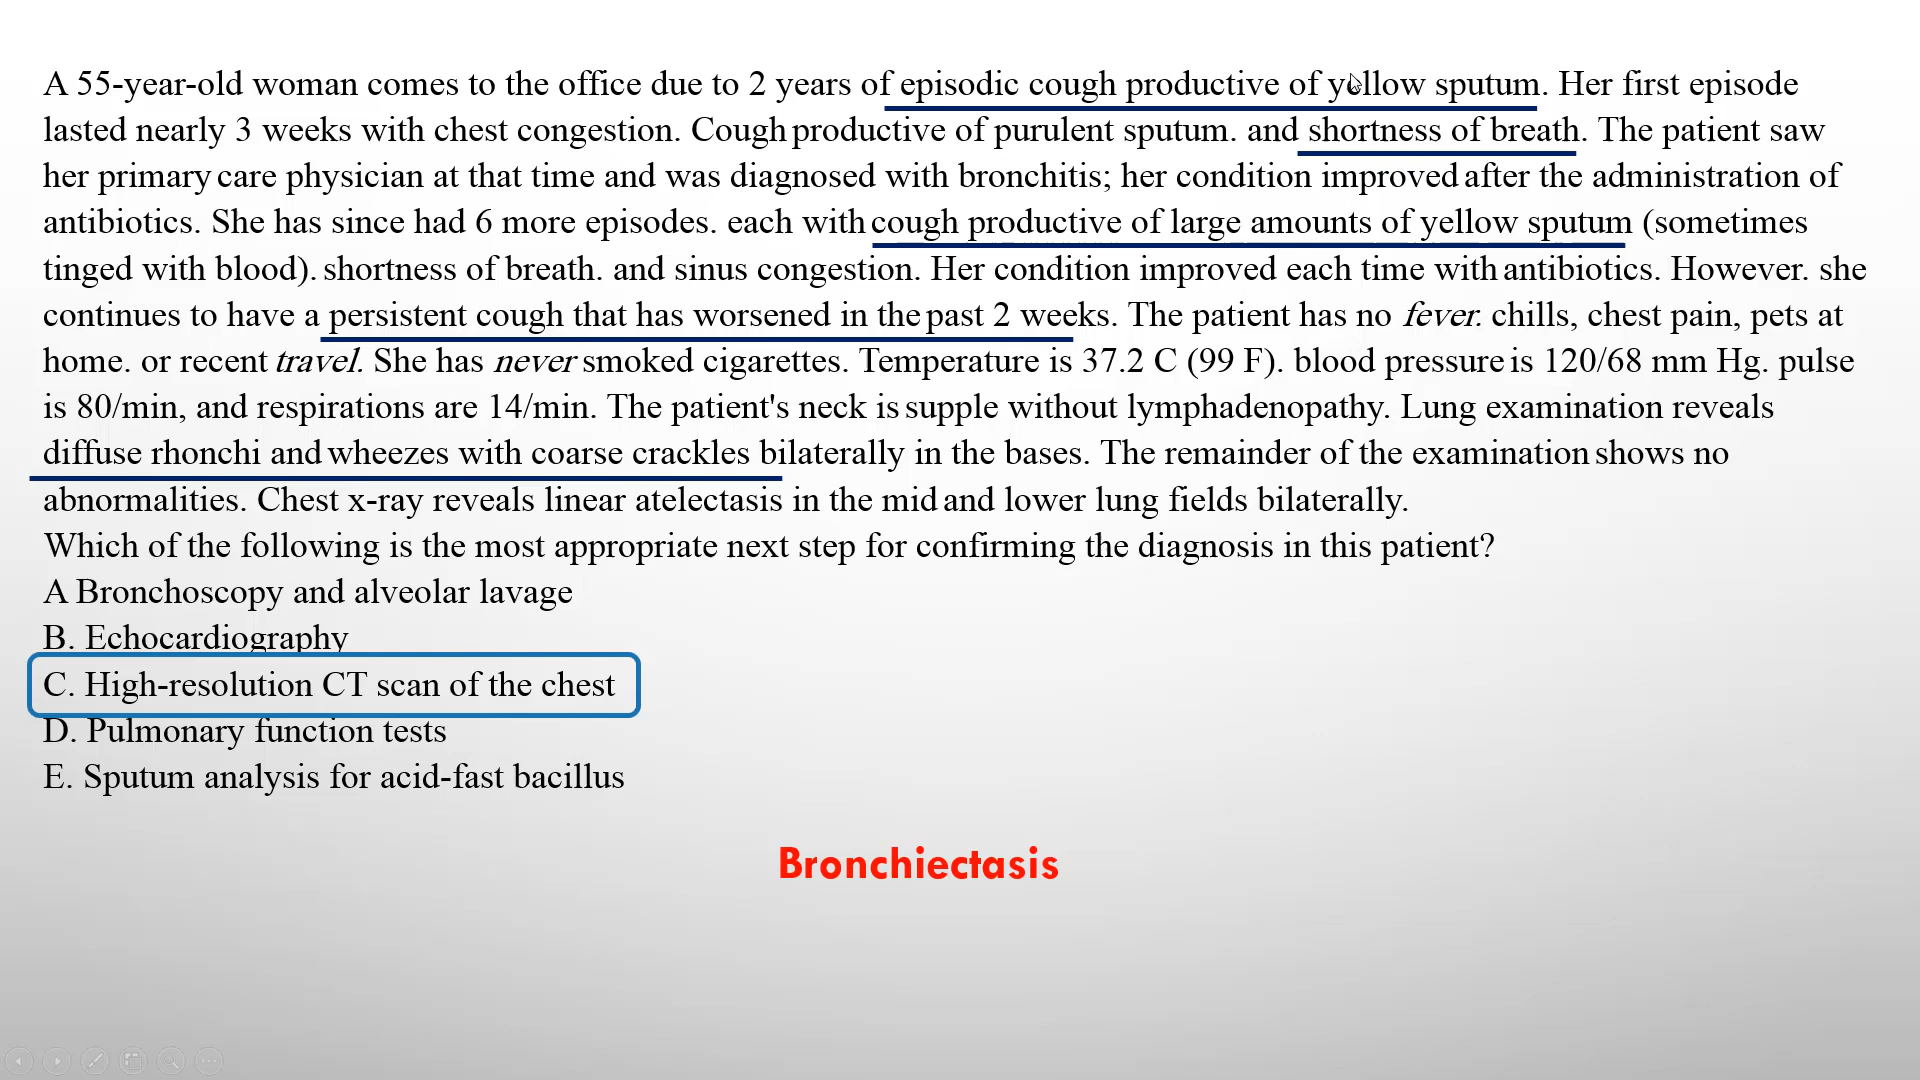 A 55-year-old woman comes to the office due to 2 years of episodic cough productive of yellow sputum. Her first episode
lasted nearly 3 weeks with chest congestion. Cough productive of purulent sputum. and shortness of breath. The patient saw
her primary care physician at that time and was diagnosed with bronchitis; her condition improved after the administration of
antibiotics. She has since had 6 more episodes. each with cough productive of large amounts of yellow sputum (sometimes
tinged with blood). shortness of breath. and sinus congestion. Her condition improved each time with antibiotics. However. she
continues to have a persistent cough that has worsened in the past 2 weeks. The patient has no fever. chills, chest pain, pets at
home. or recent travel. She has never smoked cigarettes. Temperature is 37.2 C (99 F). blood pressure is 120/68 mm Hg. pulse
is 80/min, and respirations are 14/min. The patient's neck is supple without lymphadenopathy. Lung examination reveals
diffuse rhonchi and wheezes with coarse crackles bilaterally in the bases. The remainder of the examination shows no
abnormalities. Chest x-ray reveals linear atelectasis in the mid and lower lung fields bilaterally.
Which of the following is the most appropriate next step for confirming the diagnosis in this patient?
A Bronchoscopy and alveolar lavage
B. Echocardiography
C. High-resolution CT scan of the chest
D. Pulmonary function tests
E. Sputum analysis for acid-fast bacillus
Bronchiectasis